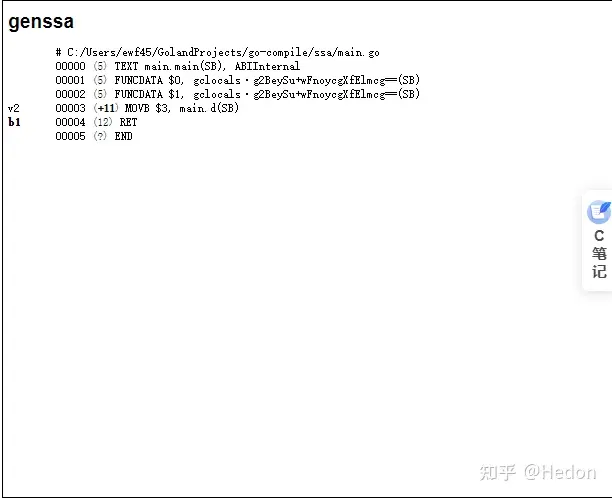 genssa
# C:/Users/ewf45/GolandProjects/go-compile/ssa/main.go
00000 (5) TEXT main.main(SB), ABIInternal
00001 (5) FUNCDATA $0, gclocals·g2BeySu+wFnoycgXfElmcg==(SB)
00002 (5) FUNCDATA $1, gclocals·g2BeySu+wFnoycgXfElmcg==(SB)
v2 00003 (+11) MOVB $3, main.d(SB)
b1 00004 (12) RET
00005 (?) END
C
笔
记
知乎 @Hedon